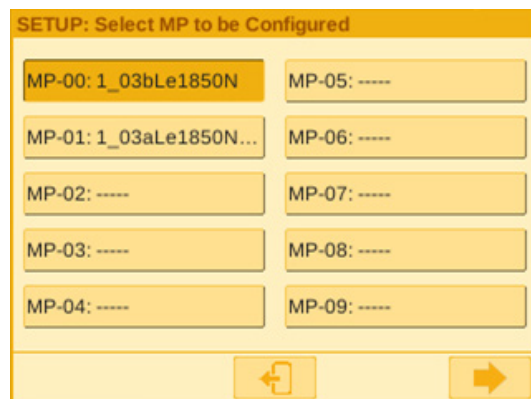 SETUP: Select MP to be Configured
MP-00: 1_03bLe1850N
MP-01: 1_03aLe1850N...
MP-02: -----
MP-03: -----
MP-04: -----
MP-05: -----
MP-06: -----
MP-07: -----
MP-08: -----
MP-09: -----